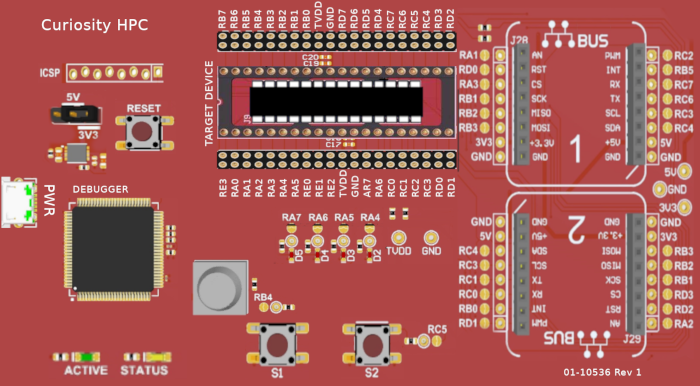 Curiosity HPC
ICSP
5V
3V3
RESET
PWR
DEBUGGER
ACTIVE
STATUS
TARGET DEVICE
RB7 RB6 RB5 RB4 RB3 RB2 RB1 RB0 TVDD GND RD7 RD6 RD5 RD4 RC7 RC6 RC5 RC4 RD3 RD2
C20
C19
J9
C17
RE3 RA0 RA1 RA2 RA3 RA4 RA5 RE0 RE1 RE2 TVDD GND AR7 RA6 RC0 RC1 RC2 RC3 RD0 RD1
RA7 RA6 RA5 RA4
D5 D4 D3 D2
TVDD GND
RB4
S1
S2
RC5
J28
BUS
RA1 AN PWM RC2
RD0 RST INT RB5
RA3 CS RX RC7
RB1 SCK TX RC6
RB2 MISO SCL RC3
RB3 MOSI SDA RC4
3V3 +3.3V +5V 5V
GND GND GND GND
1
5V
GND
3V3
2
GND GND GND GND
5V +5V +3.3V 3V3
RC4 SDA MOSI RB3
RC3 SCL MISO RB2
RC1 TX SCK RB1
RC0 RX CS RD3
RB0 INT RST RD2
RD1 PWM AN RA2
BUS
J29
01-10536 Rev 1